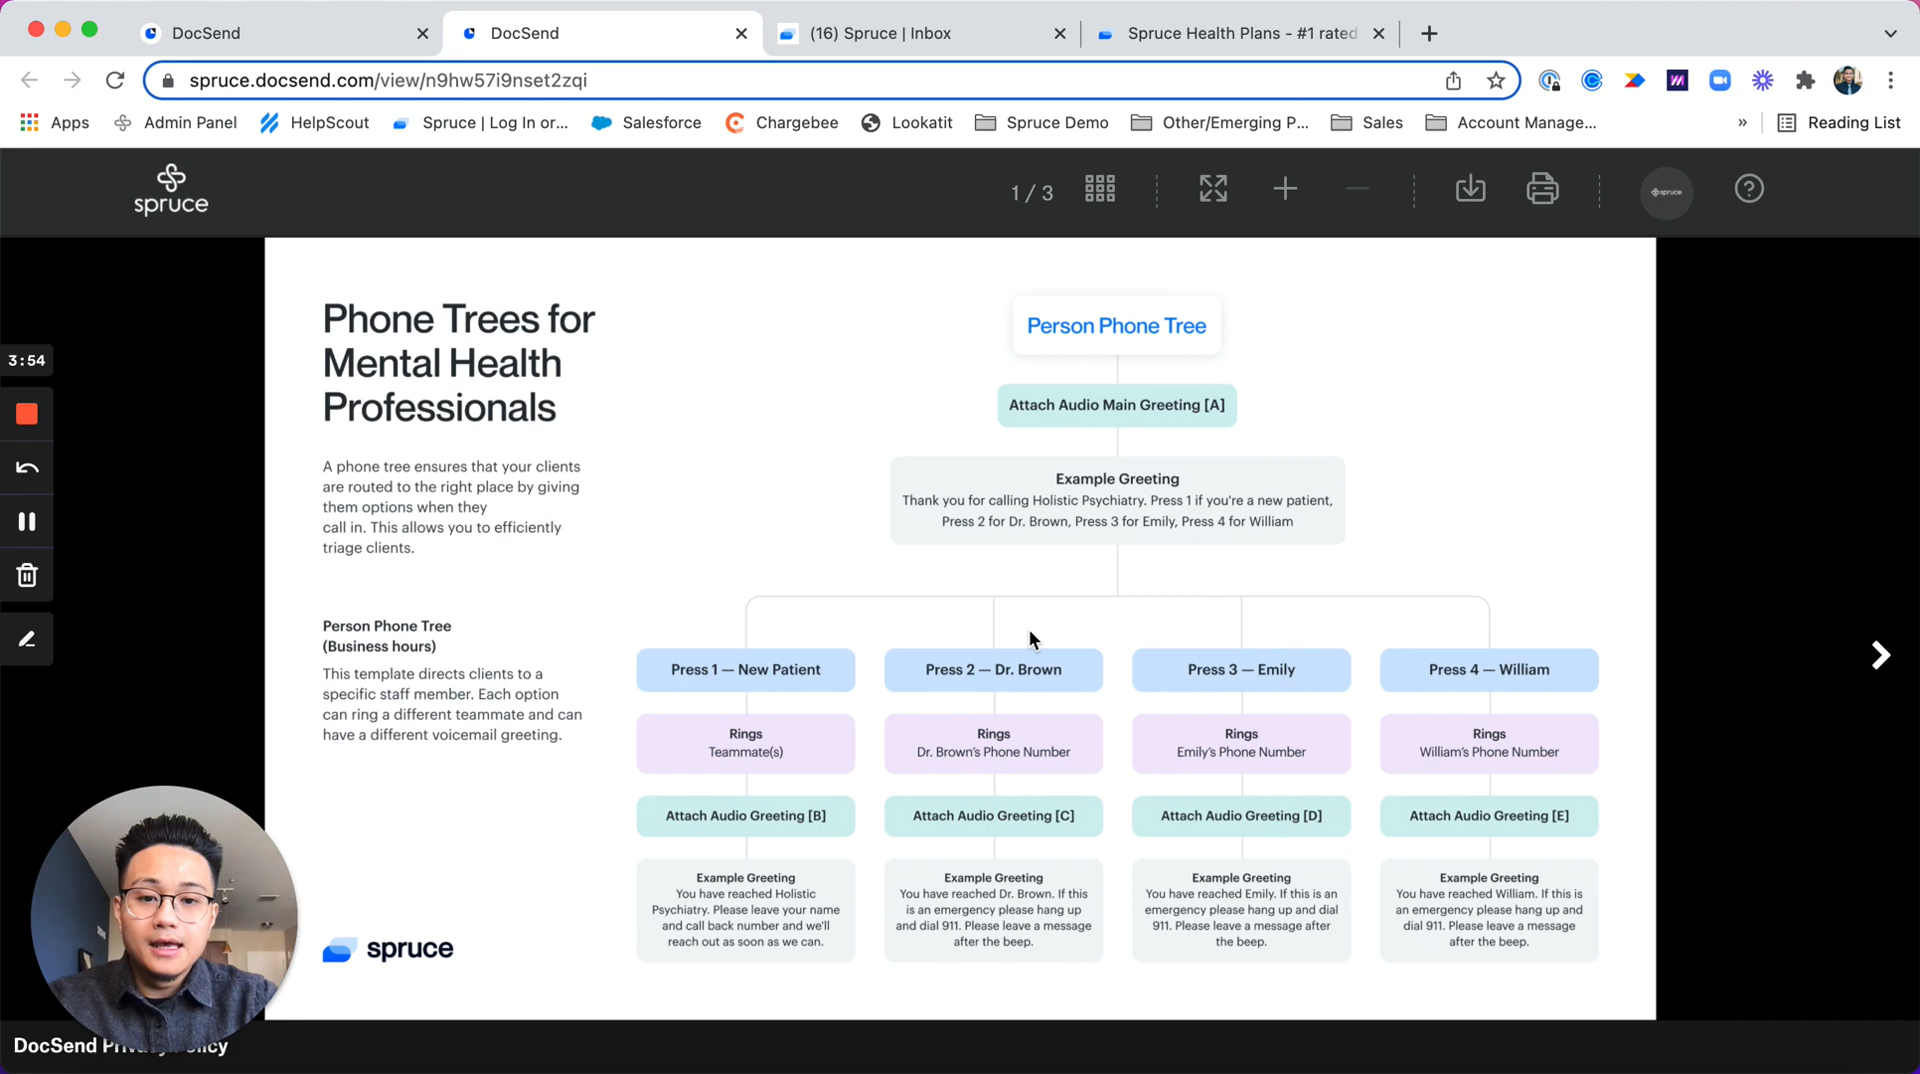 DocSend
DocSend
(16) Spruce | Inbox
Spruce Health Plans - #1 rated
spruce.docsend.com/view/n9hw57i9nset2zqi
Apps
Admin Panel
HelpScout
Spruce | Log In or...
Salesforce
Chargebee
Lookatit
Spruce Demo
Other/Emerging P...
Sales
Account Manage...
»
Reading List
spruce
1 / 3
spruce
3:54
Phone Trees for
Mental Health
Professionals
A phone tree ensures that your clients
are routed to the right place by giving
them options when they
call in. This allows you to efficiently
triage clients.
Person Phone Tree
(Business hours)
This template directs clients to a
specific staff member. Each option
can ring a different teammate and can
have a different voicemail greeting.
spruce
Person Phone Tree
Attach Audio Main Greeting [A]
Example Greeting
Thank you for calling Holistic Psychiatry. Press 1 if you're a new patient,
Press 2 for Dr. Brown, Press 3 for Emily, Press 4 for William
Press 1 — New Patient
Rings
Teammate(s)
Attach Audio Greeting [B]
Example Greeting
You have reached Holistic
Psychiatry. Please leave your name
and call back number and we'll
reach out as soon as we can.
Press 2 — Dr. Brown
Rings
Dr. Brown's Phone Number
Attach Audio Greeting [C]
Example Greeting
You have reached Dr. Brown. If this
is an emergency please hang up
and dial 911. Please leave a message
after the beep.
Press 3 — Emily
Rings
Emily's Phone Number
Attach Audio Greeting [D]
Example Greeting
You have reached Emily. If this is an
emergency please hang up and dial
911. Please leave a message after
the beep.
Press 4 — William
Rings
William's Phone Number
Attach Audio Greeting [E]
Example Greeting
You have reached William. If this is
an emergency please hang up and
dial 911. Please leave a message
after the beep.
DocSend Privacy Policy